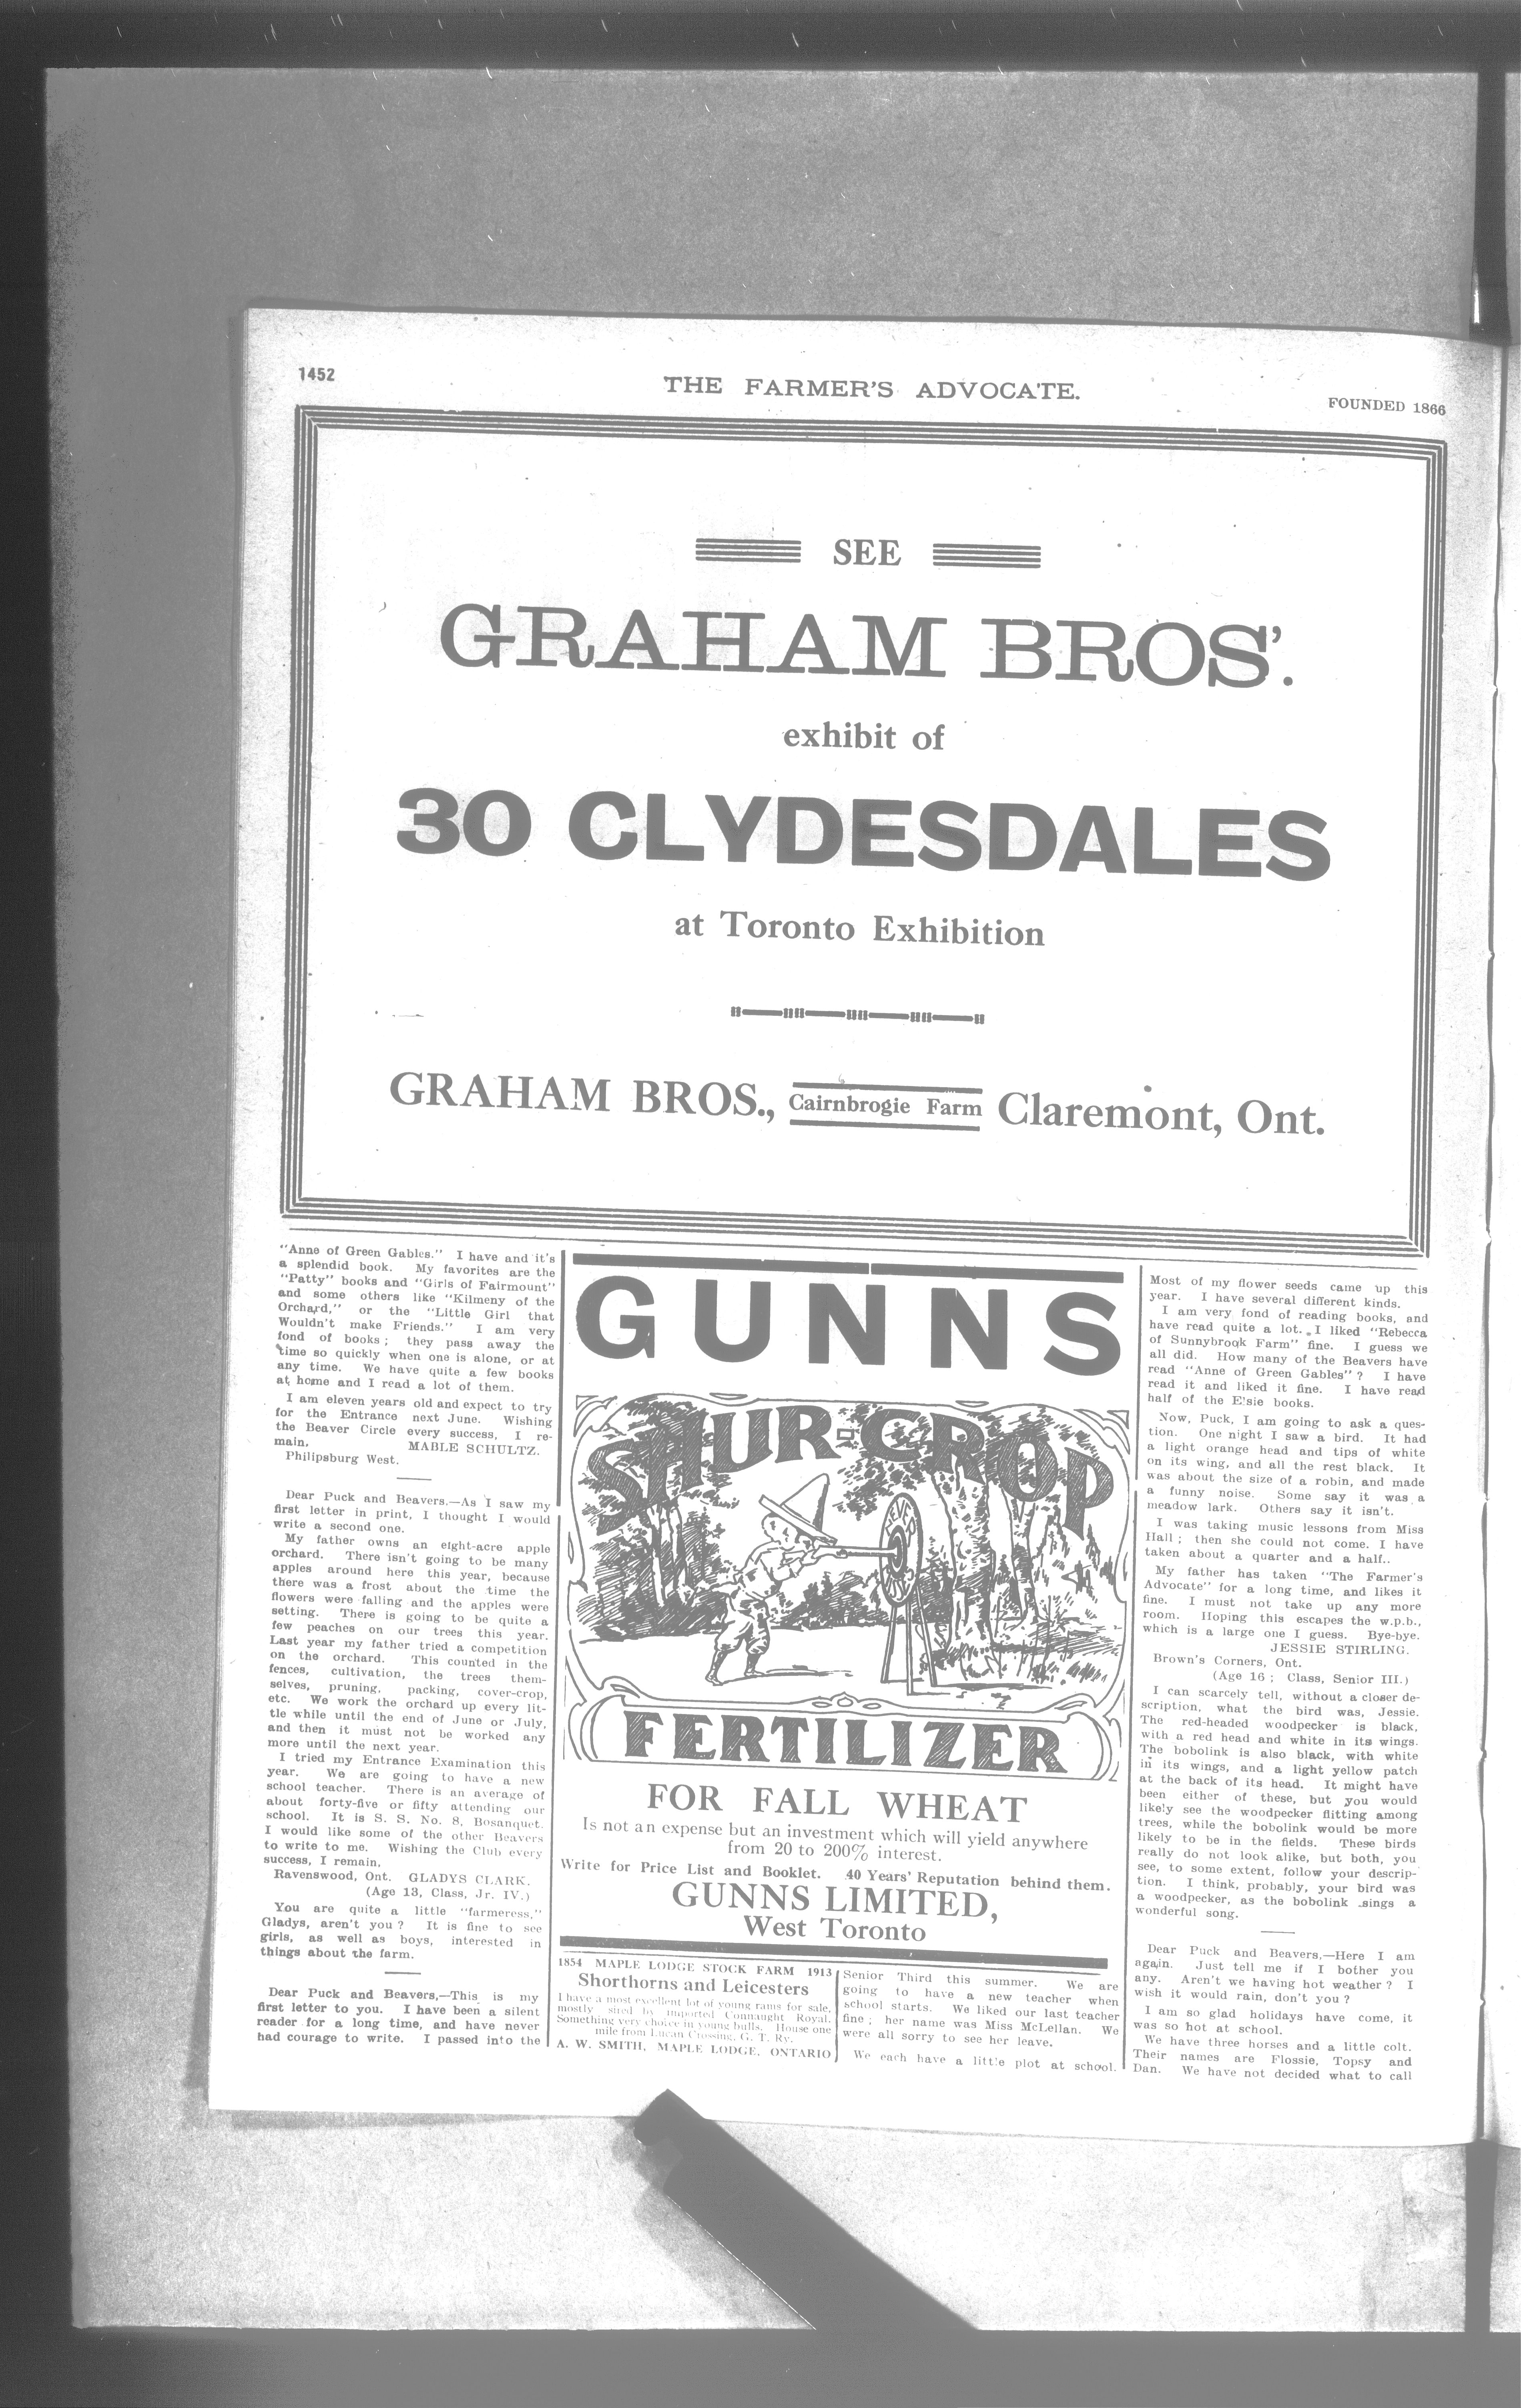 1452
THE FARMER'S ADVOCATE.
FOUNDED 1866
SEE
GRAHAM BROS'.
exhibit of
30 CLYDESDALES
at Toronto Exhibition
GRAHAM BROS., Cairnbrogie Farm Claremont, Ont.
"Anne of Green Gables." I have and it's
a splendid book. My favorites are the
"Patty" books and "Girls of Fairmount"
and some others like "Kilmeny of the
Orchard," or the "Little Girl that
Wouldn't make Friends." I am very
fond of books ; they pass away the
time so quickly when one is alone, or at
any time. We have quite a few books
at home and I read a lot of them.
I am eleven years old and expect to try
for the Entrance next June. Wishing
the Beaver Circle every success, I re-
main, MABLE SCHULTZ.
Philipsburg West.
Dear Puck and Beavers.—As I saw my
first letter in print, I thought I would
write a second one.
My father owns an eight-acre apple
orchard. There isn't going to be many
apples around here this year, because
there was a frost about the time the
flowers were falling and the apples were
setting. There is going to be quite a
few peaches on our trees this year.
Last year my father tried a competition
on the orchard. This counted in the
fences, cultivation, the trees them-
selves, pruning, packing, cover-crop,
etc. We work the orchard up every lit-
tle while until the end of June or July,
and then it must not be worked any
more until the next year.
I tried my Entrance Examination this
year. We are going to have a new
school teacher. There is an average of
about forty-five or fifty attending our
school. It is S. S. No. 8, Bosanquet.
I would like some of the other Beavers
to write to me. Wishing the Club every
success, I remain,
Ravenswood, Ont. GLADYS CLARK.
(Age 13, Class, Jr. IV.)
You are quite a little "farmeress,"
Gladys, aren't you ? It is fine to see
girls, as well as boys, interested in
things about the farm.
Dear Puck and Beavers,—This is my
first letter to you. I have been a silent
reader for a long time, and have never
had courage to write. I passed into the
GUNNS
SHUR-CROP
FERTILIZER
FOR FALL WHEAT
Is not an expense but an investment which will yield anywhere
from 20 to 200% interest.
Write for Price List and Booklet. 40 Years' Reputation behind them.
GUNNS LIMITED,
West Toronto
1854 MAPLE LODGE STOCK FARM 1913
Shorthorns and Leicesters
I have a most excellent lot of young rams for sale,
mostly sired by imported Connaught Royal.
Something very choice in young bulls. House one
mile from Lucan Crossing, G. T. Ry.
A. W. SMITH, MAPLE LODGE, ONTARIO
Senior Third this summer. We are
going to have a new teacher when
school starts. We liked our last teacher
fine ; her name was Miss McLellan. We
were all sorry to see her leave.
We each have a little plot at school.
Most of my flower seeds came up this
year. I have several different kinds.
I am very fond of reading books, and
have read quite a lot. I liked "Rebecca
of Sunnybrook Farm" fine. I guess we
all did. How many of the Beavers have
read "Anne of Green Gables" ? I have
read it and liked it fine. I have read
half of the Elsie books.
Now, Puck, I am going to ask a ques-
tion. One night I saw a bird. It had
a light orange head and tips of white
on its wing, and all the rest black. It
was about the size of a robin, and made
a funny noise. Some say it was a
meadow lark. Others say it isn't.
I was taking music lessons from Miss
Hall ; then she could not come. I have
taken about a quarter and a half..
My father has taken "The Farmer's
Advocate" for a long time, and likes it
fine. I must not take up any more
room. Hoping this escapes the w.p.b.,
which is a large one I guess. Bye-bye.
JESSIE STIRLING.
Brown's Corners, Ont.
(Age 16 ; Class, Senior III.)
I can scarcely tell, without a closer de-
scription, what the bird was, Jessie.
The red-headed woodpecker is black,
with a red head and white in its wings.
The bobolink is also black, with white
in its wings, and a light yellow patch
at the back of its head. It might have
been either of these, but you would
likely see the woodpecker flitting among
trees, while the bobolink would be more
likely to be in the fields. These birds
really do not look alike, but both, you
see, to some extent, follow your descrip-
tion. I think, probably, your bird was
a woodpecker, as the bobolink sings a
wonderful song.
Dear Puck and Beavers,—Here I am
again. Just tell me if I bother you
any. Aren't we having hot weather ? I
wish it would rain, don't you ?
I am so glad holidays have come, it
was so hot at school.
We have three horses and a little colt.
Their names are Flossie, Topsy and
Dan. We have not decided what to call